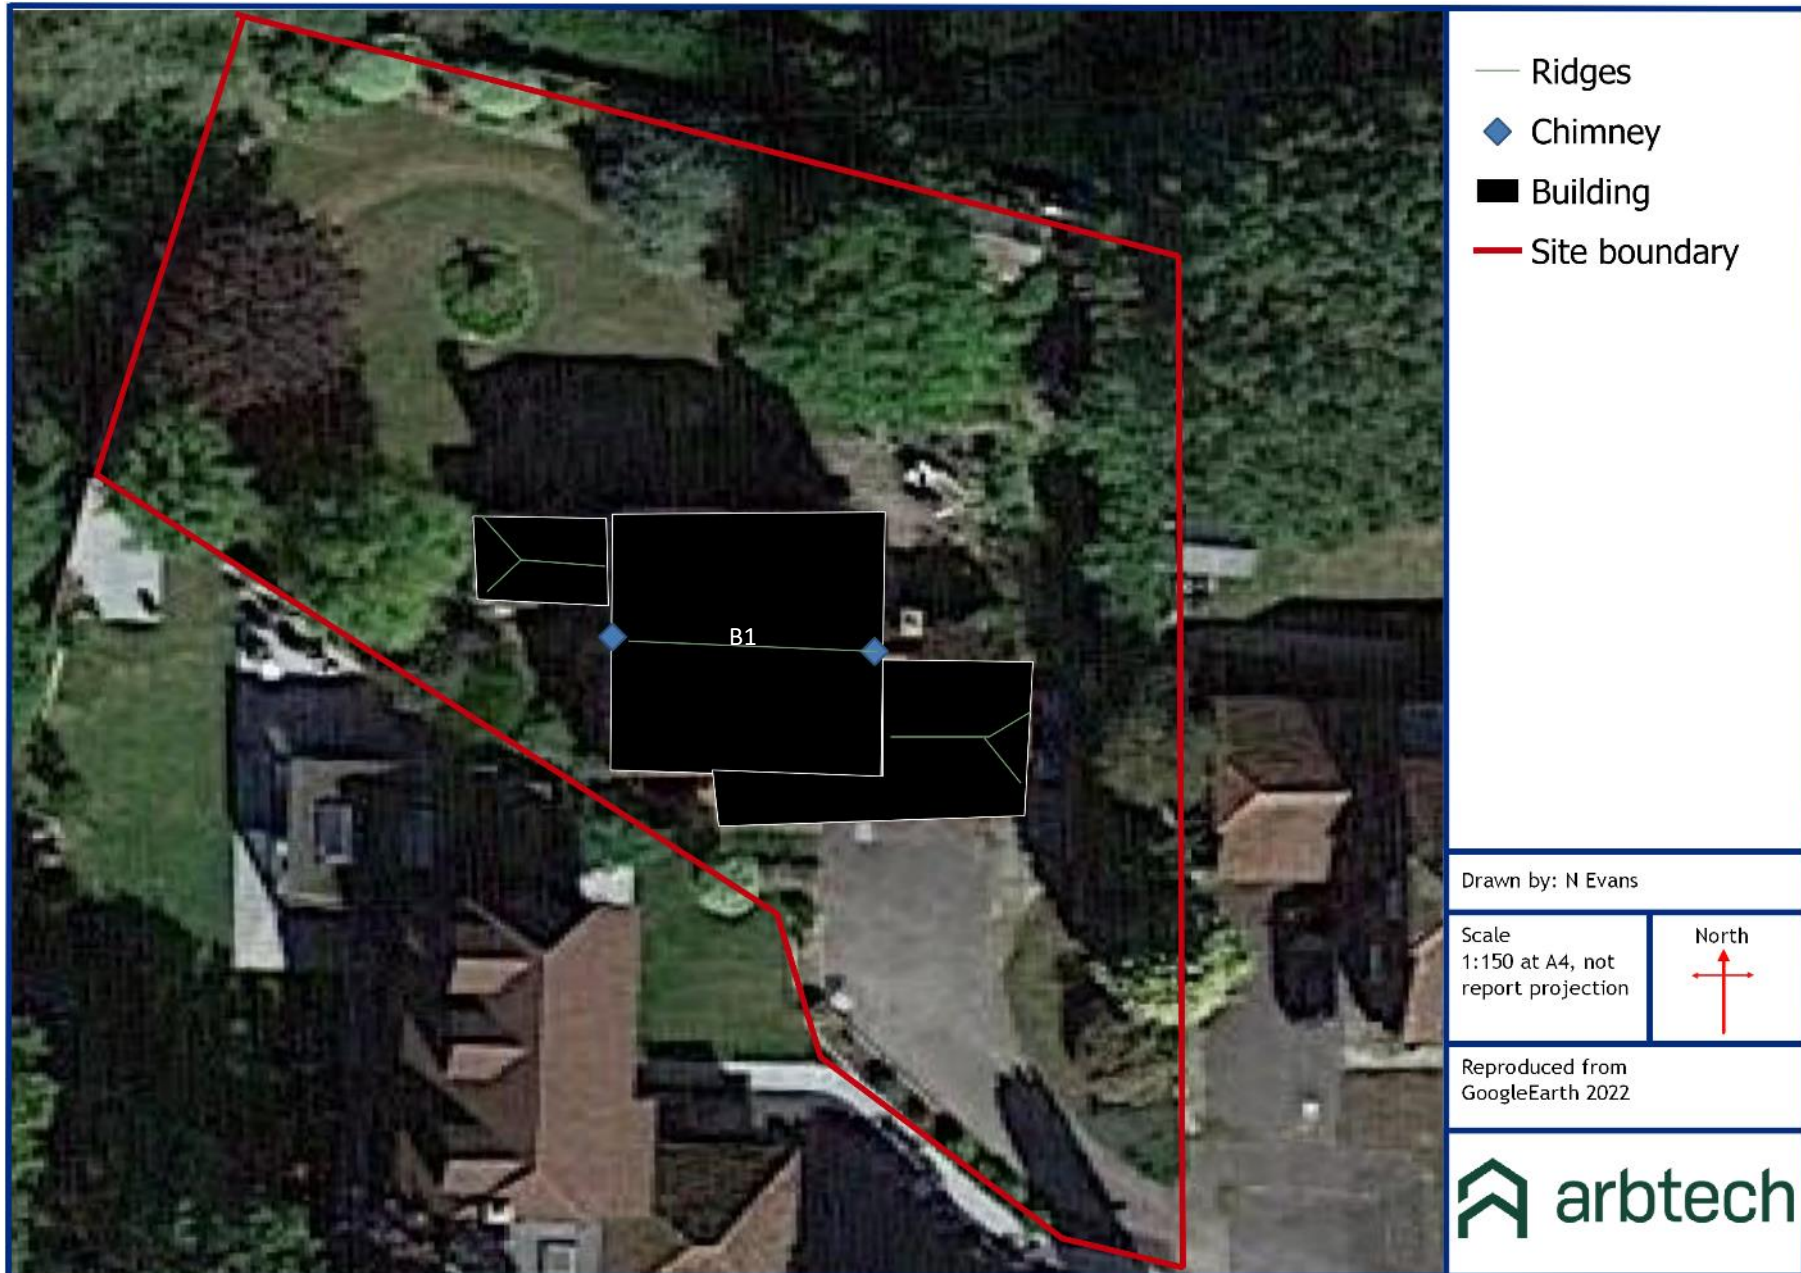 Ridges
Chimney
Building
Site boundary
B1
Drawn by: N Evans
Scale
1:150 at A4, not
report projection
North
Reproduced from
GoogleEarth 2022
arbtech